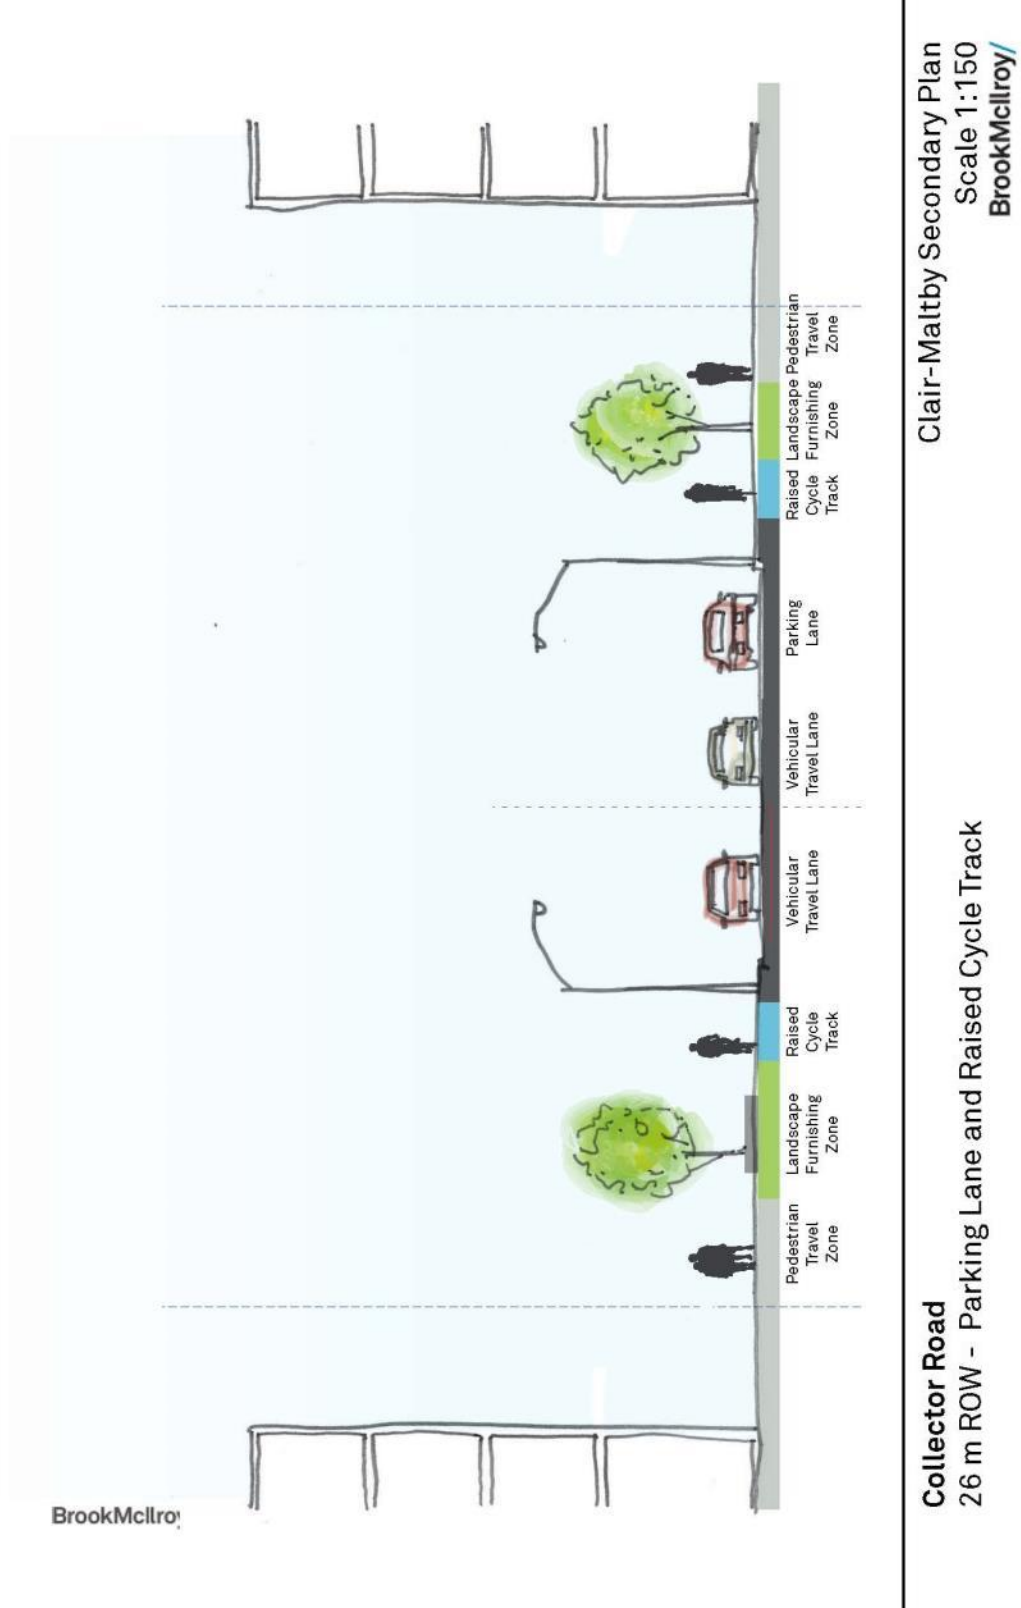 BrookMcIlroy
Pedestrian
Travel
Zone
Landscape
Furnishing
Zone
Raised
Cycle
Track
Vehicular
Travel Lane
Vehicular
Travel Lane
Parking
Lane
Raised
Cycle
Track
Landscape
Furnishing
Zone
Pedestrian
Travel
Zone
Collector Road
26 m ROW - Parking Lane and Raised Cycle Track
Clair-Maltby Secondary Plan
Scale 1:150
BrookMcIlroy/